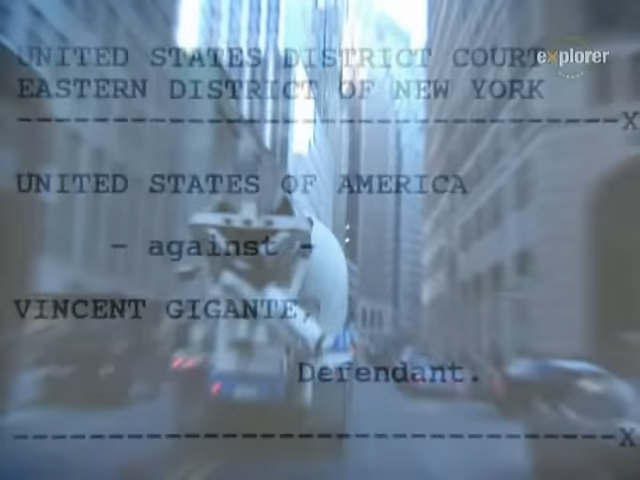 UNITED STATES DISTRICT COURT
EASTERN DISTRICT OF NEW YORK
----------------------------------------X
UNITED STATES OF AMERICA
- against -
VINCENT GIGANTE,
Defendant.
----------------------------------------X
explorer